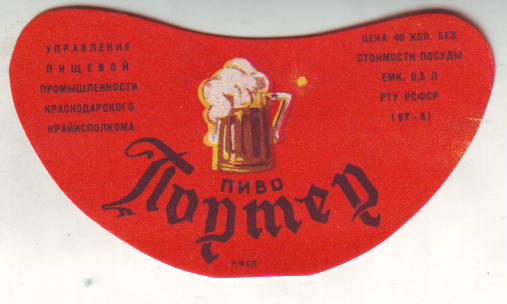 УПРАВЛЕНИЕ
ПИЩЕВОЙ
ПРОМЫШЛЕННОСТИ
КРАСНОДАРСКОГО
КРАЙИСПОЛКОМА
ЦЕНА 40 КОП. БЕЗ
СТОИМОСТИ ПОСУДЫ
ЕМК. 0,5 Л
РТУ РСФСР
197-61
ПИВО
Портер